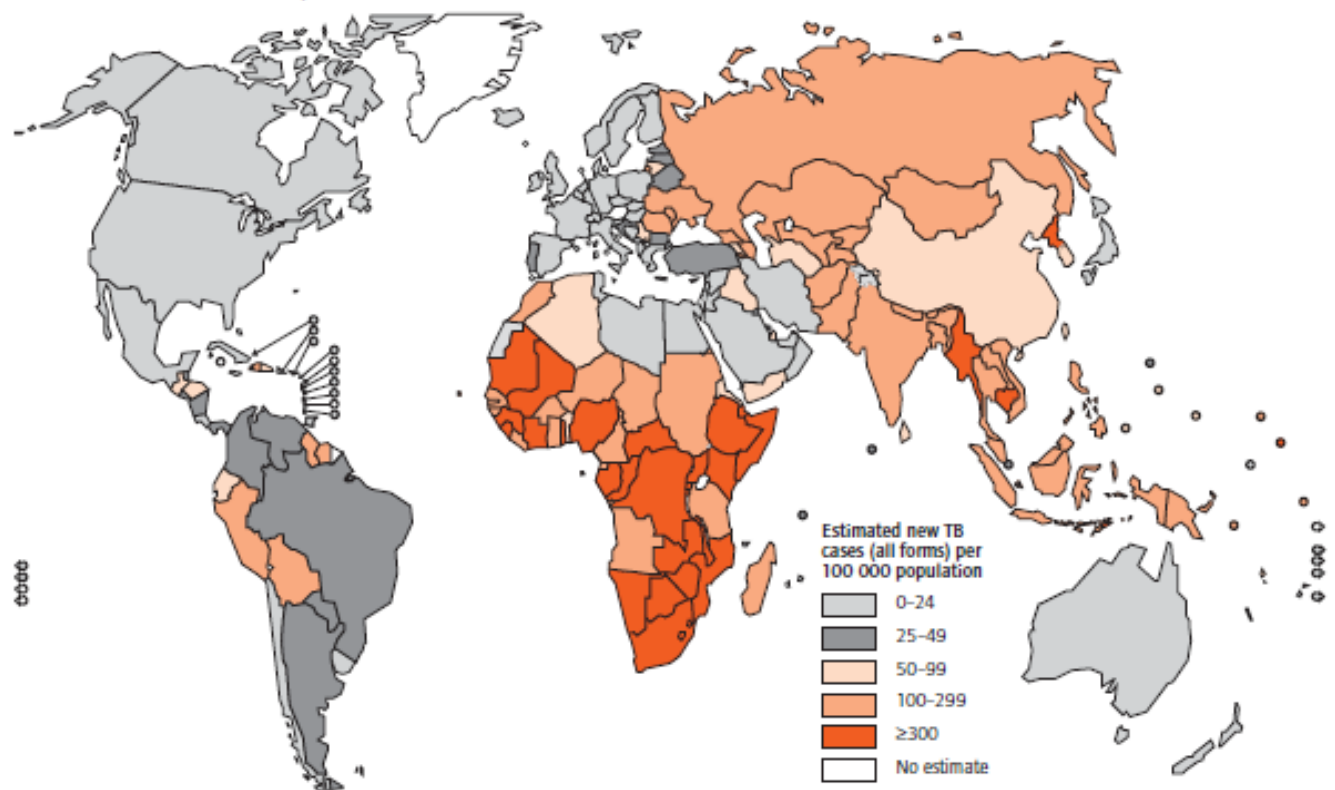 Estimated new TB
cases (all forms) per
100 000 population
0–24
25–49
50–99
100–299
≥300
No estimate